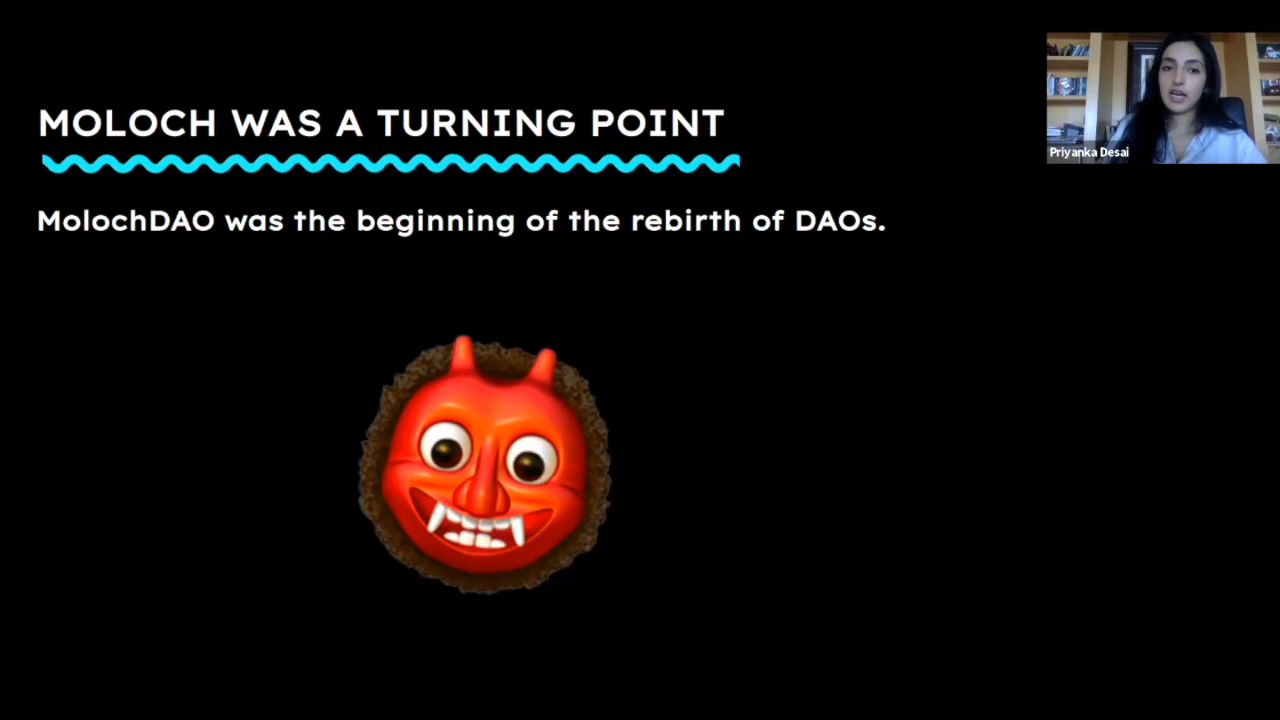 MOLOCH WAS A TURNING POINT
MolochDAO was the beginning of the rebirth of DAOs.
Priyanka Desai